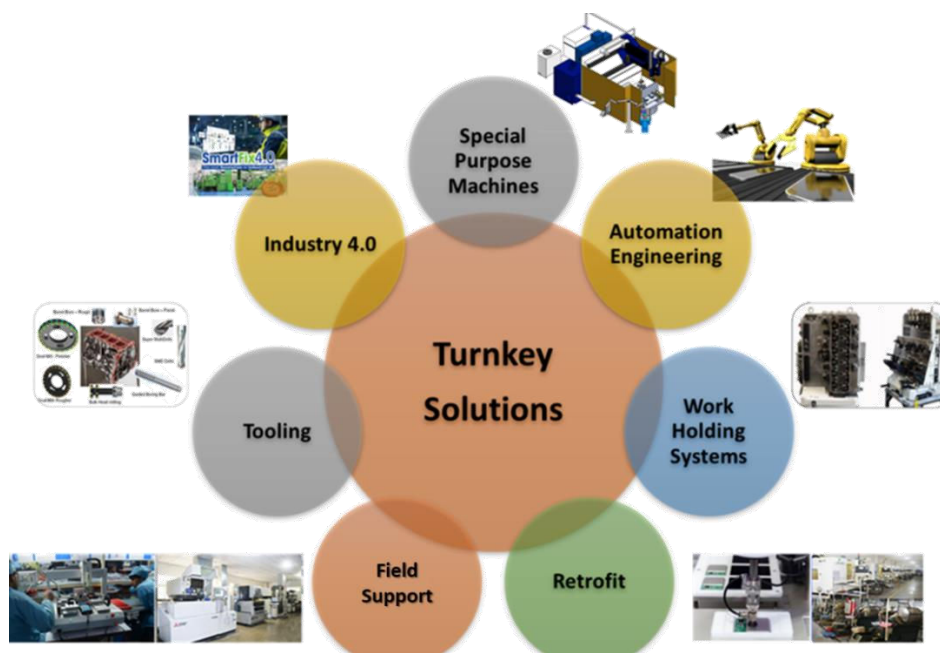 Special
Purpose
Machines
SmartFix4.0
Industry 4.0
Automation
Engineering
Turnkey
Solutions
Tooling
Work
Holding
Systems
Field
Support
Retrofit